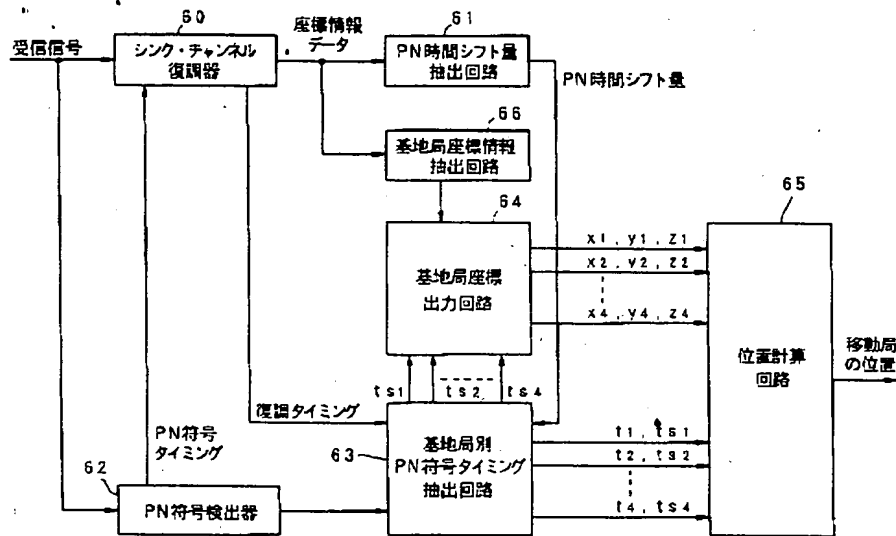 60
受信信号
シンク・チャンネル
復調器
座標情報
データ
61
PN時間シフト量
抽出回路
PN時間シフト量
66
基地局座標情報
抽出回路
64
基地局座標
出力回路
x1, y1, z1
x2, y2, z2
x4, y4, z4
65
位置計算
回路
移動局
の位置
ts1
ts2
ts4
復調タイミング
PN符号
タイミング
62
PN符号検出器
63
基地局別
PN符号タイミング
抽出回路
t1, ts1
t2, ts2
t4, ts4